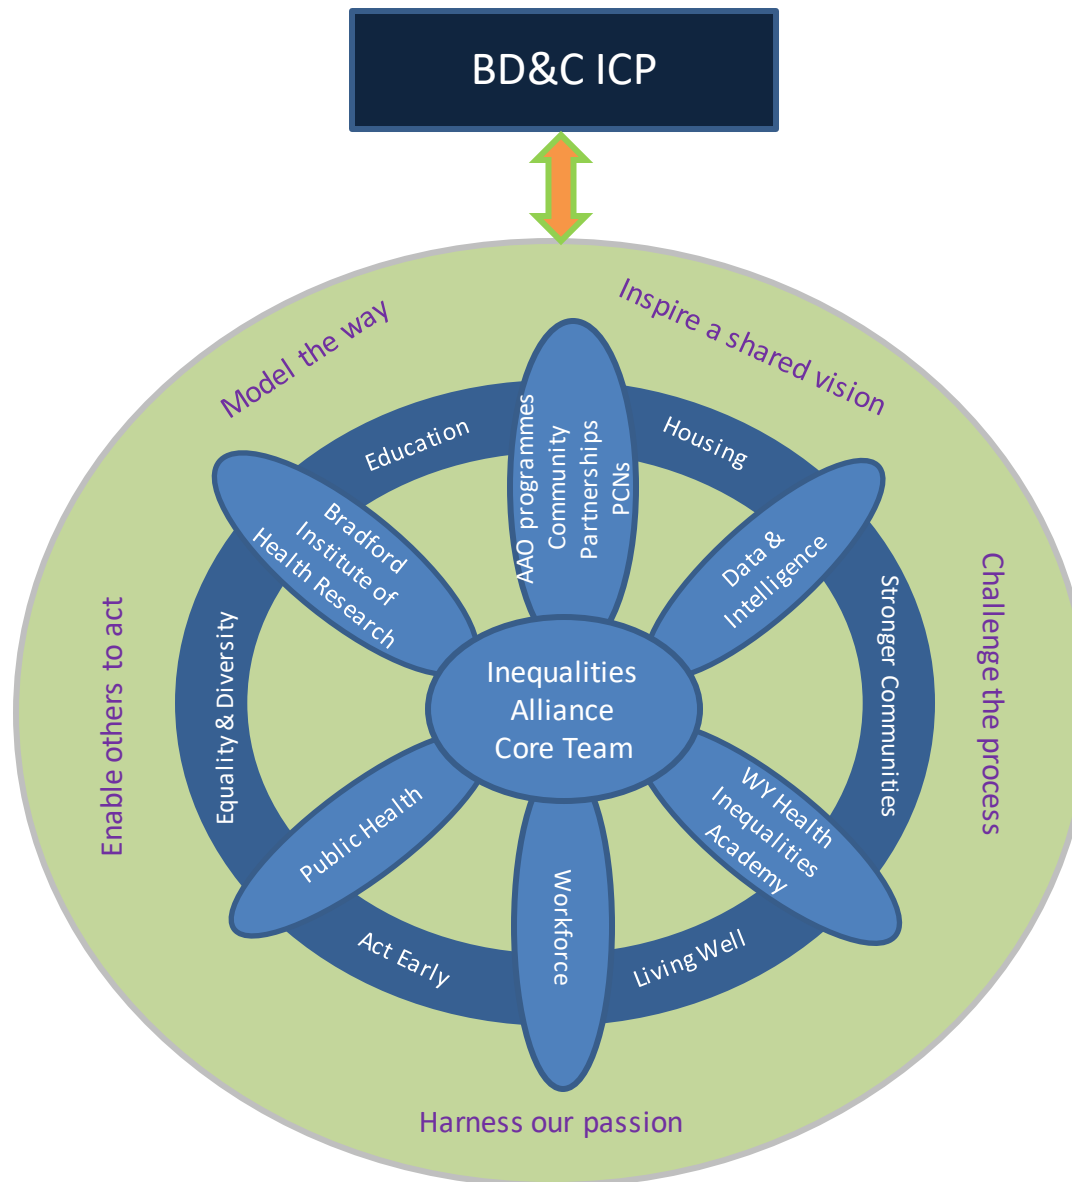 BD&C ICP
Model the way
Inspire a shared vision
Education
AAO programmes
Community
Partnerships
PCNs
Housing
Bradford
Institute of
Health Research
Data &
Intelligence
Enable others to act
Equality & Diversity
Inequalities
Alliance
Core Team
Stronger Communities
Challenge the process
Public Health
WY Health
Inequalities
Academy
Workforce
Act Early
Living Well
Harness our passion